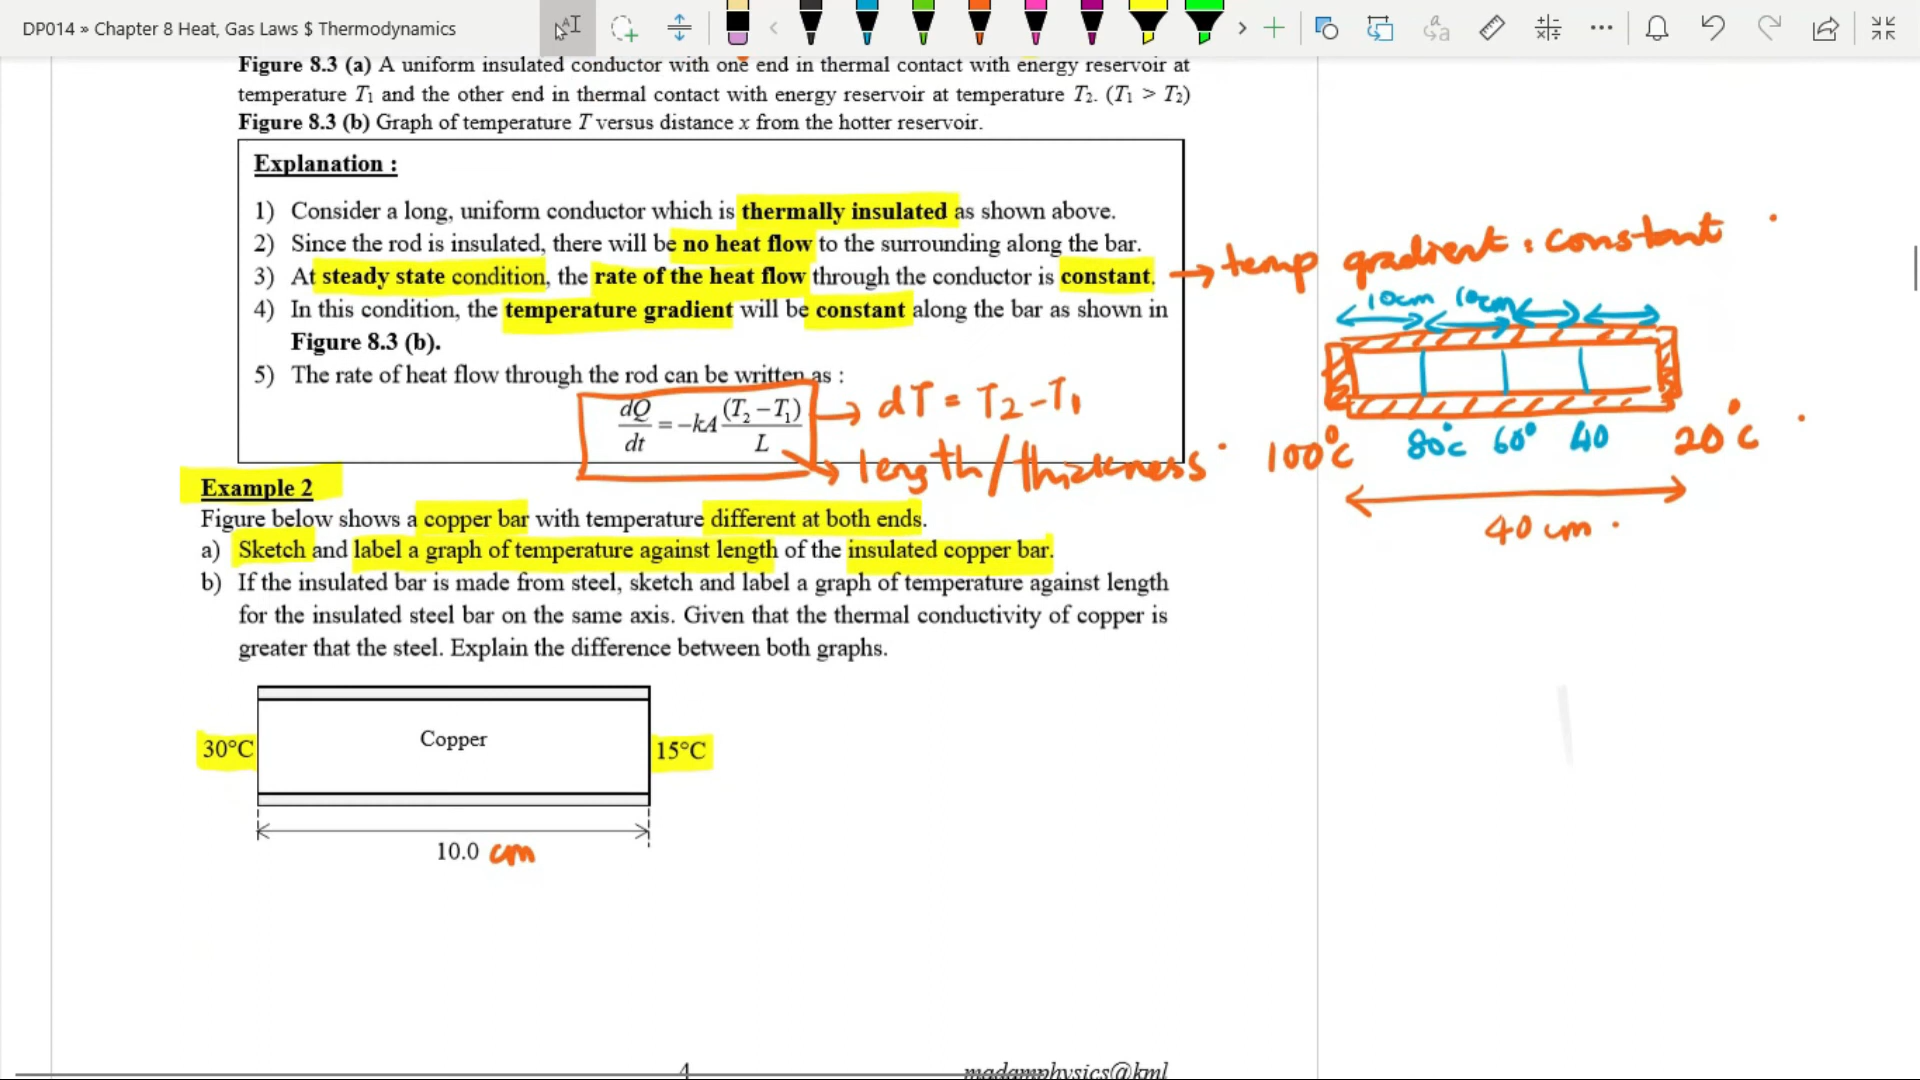 DP014 » Chapter 8 Heat, Gas Laws $ Thermodynamics
Figure 8.3 (a) A uniform insulated conductor with one end in thermal contact with energy reservoir at
temperature T₁ and the other end in thermal contact with energy reservoir at temperature T₂. (T₁ > T₂)
Figure 8.3 (b) Graph of temperature T versus distance x from the hotter reservoir.
Explanation :
1) Consider a long, uniform conductor which is thermally insulated as shown above.
2) Since the rod is insulated, there will be no heat flow to the surrounding along the bar.
3) At steady state condition, the rate of the heat flow through the conductor is constant.
4) In this condition, the temperature gradient will be constant along the bar as shown in
Figure 8.3 (b).
5) The rate of heat flow through the rod can be written as :
dQ/dt = -kA (T₂ - T₁)/L
dT = T₂ - T₁
length / thickness
temp gradient : constant
10cm 10cm
100°C 80°C 60° 40 20°C
40 cm
Example 2
Figure below shows a copper bar with temperature different at both ends.
a) Sketch and label a graph of temperature against length of the insulated copper bar.
b) If the insulated bar is made from steel, sketch and label a graph of temperature against length
for the insulated steel bar on the same axis. Given that the thermal conductivity of copper is
greater that the steel. Explain the difference between both graphs.
30°C Copper 15°C
10.0 cm
4 madamphysics@kml